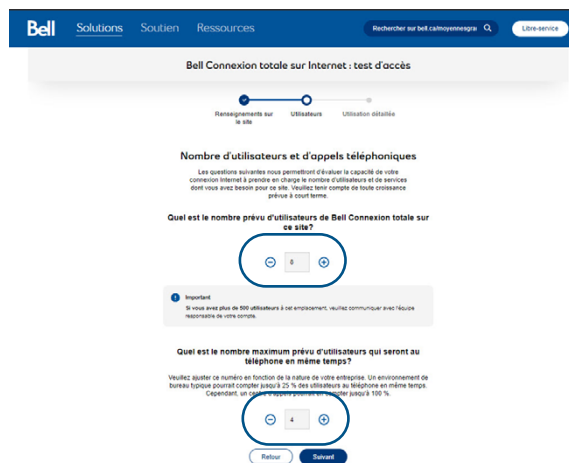 Bell Solutions Soutien Ressources Rechercher sur bell.ca/moyennesgrai Libre-service
Bell Connexion totale sur Internet : test d'accès
Renseignements sur le site Utilisateurs Utilisation détaillée
Nombre d'utilisateurs et d'appels téléphoniques
Les questions suivantes nous permettront d'évaluer la capacité de votre
connexion Internet à prendre en charge le nombre d'utilisateurs et de services
dont vous avez besoin pour ce site. Veuillez tenir compte de toute croissance
prévue à court terme.
Quel est le nombre prévu d'utilisateurs de Bell Connexion totale sur
ce site?
Important
Si vous avez plus de 500 utilisateurs à cet emplacement, veuillez communiquer avec l'équipe
responsable de votre compte.
Quel est le nombre maximum prévu d'utilisateurs qui seront au
téléphone en même temps?
Veuillez ajuster ce numéro en fonction de la nature de votre entreprise. Un environnement de
bureau typique pourrait compter jusqu'à 25 % des utilisateurs au téléphone en même temps.
Cependant, un centre d'appels pourrait en compter jusqu'à 100 %.
4
Retour Suivant